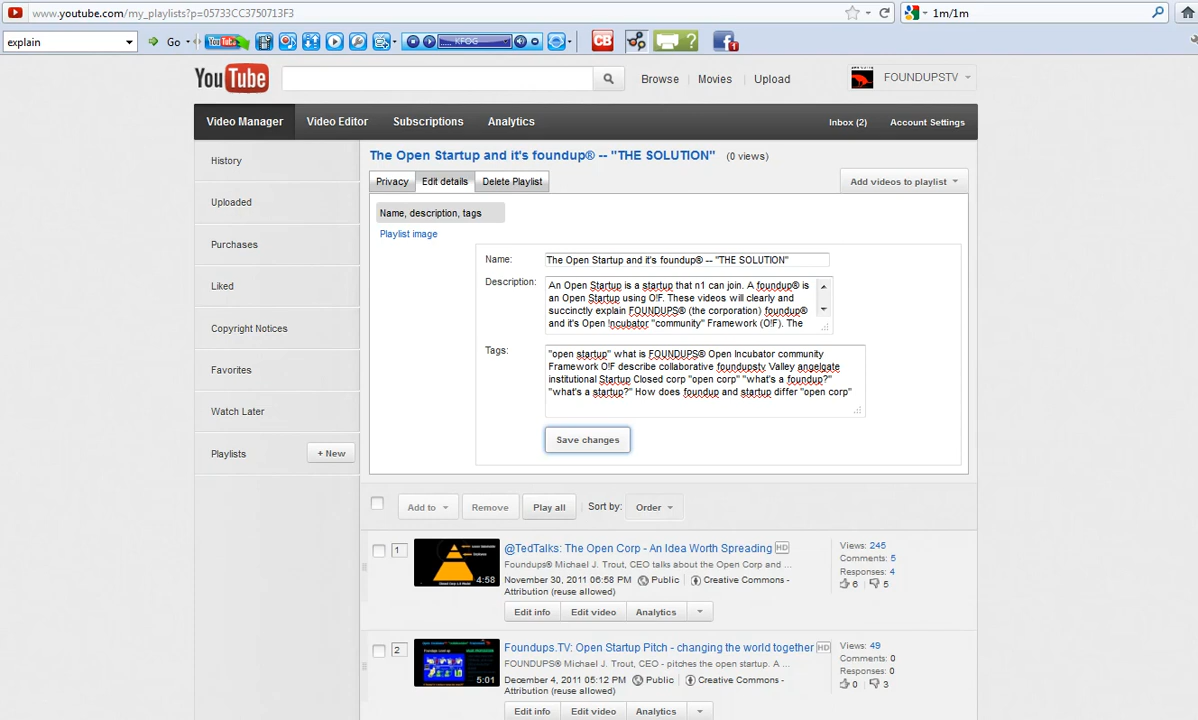 www.youtube.com/my_playlists?p=05733CC3750713F3
1m/1m
explain
Go
YouTube
KFOG
CB
?
f 1
YouTube
Browse
Movies
Upload
FOUNDUPSTV
Video Manager
Video Editor
Subscriptions
Analytics
Inbox (2)
Account Settings
History
Uploaded
Purchases
Liked
Copyright Notices
Favorites
Watch Later
Playlists
+ New
The Open Startup and it's foundup® -- "THE SOLUTION" (0 views)
Privacy
Edit details
Delete Playlist
Add videos to playlist
Name, description, tags
Playlist image
Name:
The Open Startup and it's foundup® -- "THE SOLUTION"
Description:
An Open Startup is a startup that n1 can join. A foundup® is
an Open Startup using O!F. These videos will clearly and
succinctly explain FOUNDUPS® (the corporation) foundup®
and it's Open !ncubator "community" Framework (O!F). The
Tags:
"open startup" what is FOUNDUPS® Open Incubator community
Framework O!F describe collaborative foundupstv Valley angelgate
institutional Startup Closed corp "open corp" "what's a foundup?"
"what's a startup?" How does foundup and startup differ "open corp"
Save changes
Add to
Remove
Play all
Sort by:
Order
1
4:58
@TedTalks: The Open Corp - An Idea Worth Spreading HD
Foundups® Michael J. Trout, CEO talks about the Open Corp and ...
November 30, 2011 06:58 PM Public Creative Commons -
Attribution (reuse allowed)
Edit info
Edit video
Analytics
Views: 245
Comments: 5
Responses: 4
6 5
2
5:01
Foundups.TV: Open Startup Pitch - changing the world together HD
FOUNDUPS® Michael J. Trout, CEO - pitches the open startup. A ...
December 4, 2011 05:12 PM Public Creative Commons -
Attribution (reuse allowed)
Edit info
Edit video
Analytics
Views: 49
Comments: 0
Responses: 0
0 3